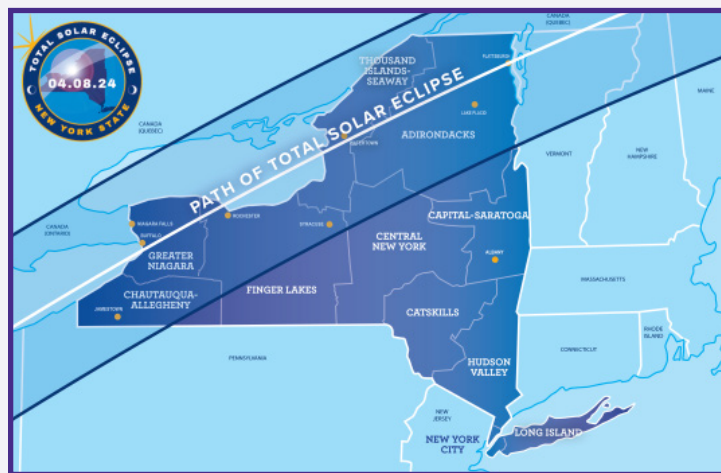 TOTAL SOLAR ECLIPSE
04.08.24
NEW YORK STATE
CANADA
(QUEBEC)
THOUSAND
ISLANDS-
SEAWAY
PLATTSBURGH
MAINE
LAKE PLACID
CANADA
(QUEBEC)
PATH OF TOTAL SOLAR ECLIPSE
WATERTOWN
ADIRONDACKS
VERMONT
NEW
HAMPSHIRE
NIAGARA FALLS
ROCHESTER
SYRACUSE
CAPITAL-SARATOGA
CANADA
(ONTARIO)
BUFFALO
GREATER
NIAGARA
CENTRAL
NEW YORK
ALBANY
MASSACHUSETTS
FINGER LAKES
CHAUTAUQUA-
ALLEGHENY
JAMESTOWN
CATSKILLS
RHODE
ISLAND
CONNECTICUT
PENNSYLVANIA
HUDSON
VALLEY
NEW
JERSEY
NEW YORK
CITY
LONG ISLAND